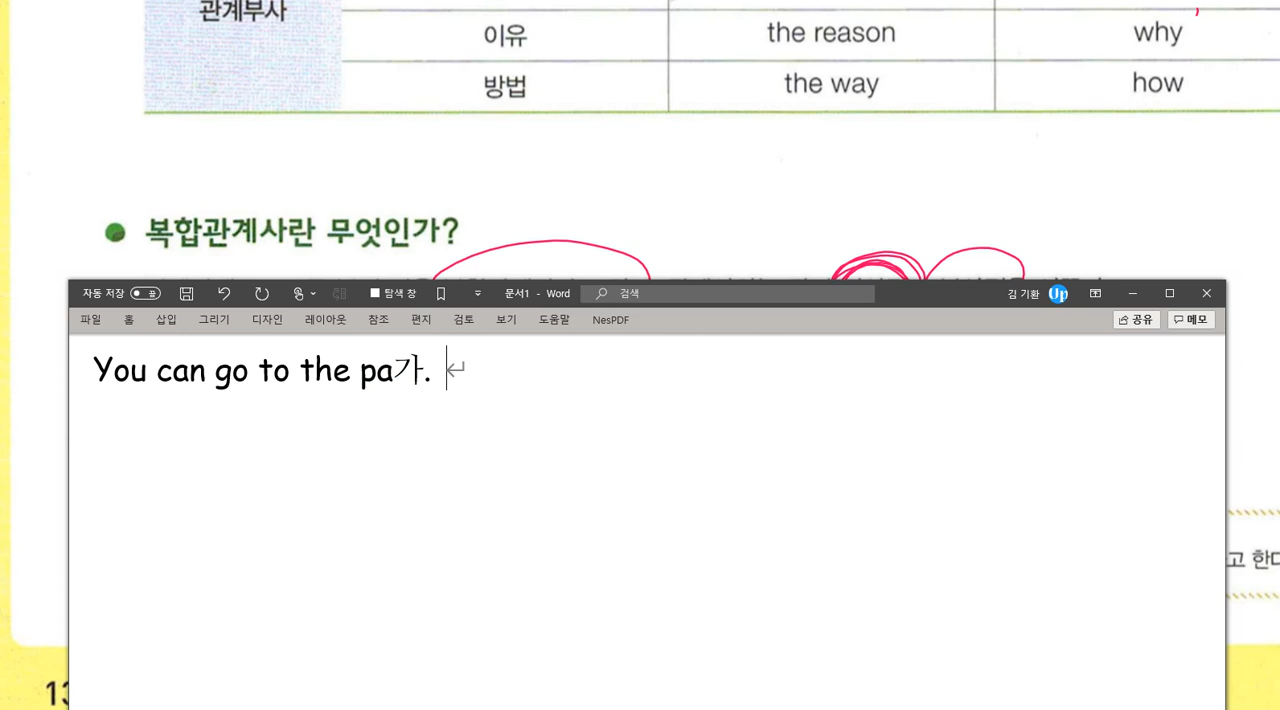 관계부사
이유 the reason why
방법 the way how
복합관계사란 무엇인가?
자동 저장 탐색 창 문서1 - Word 검색 김 기환 Up
파일 홈 삽입 그리기 디자인 레이아웃 참조 편지 검토 보기 도움말 NesPDF 공유 메모
You can go to the pa가.
고 한다
13